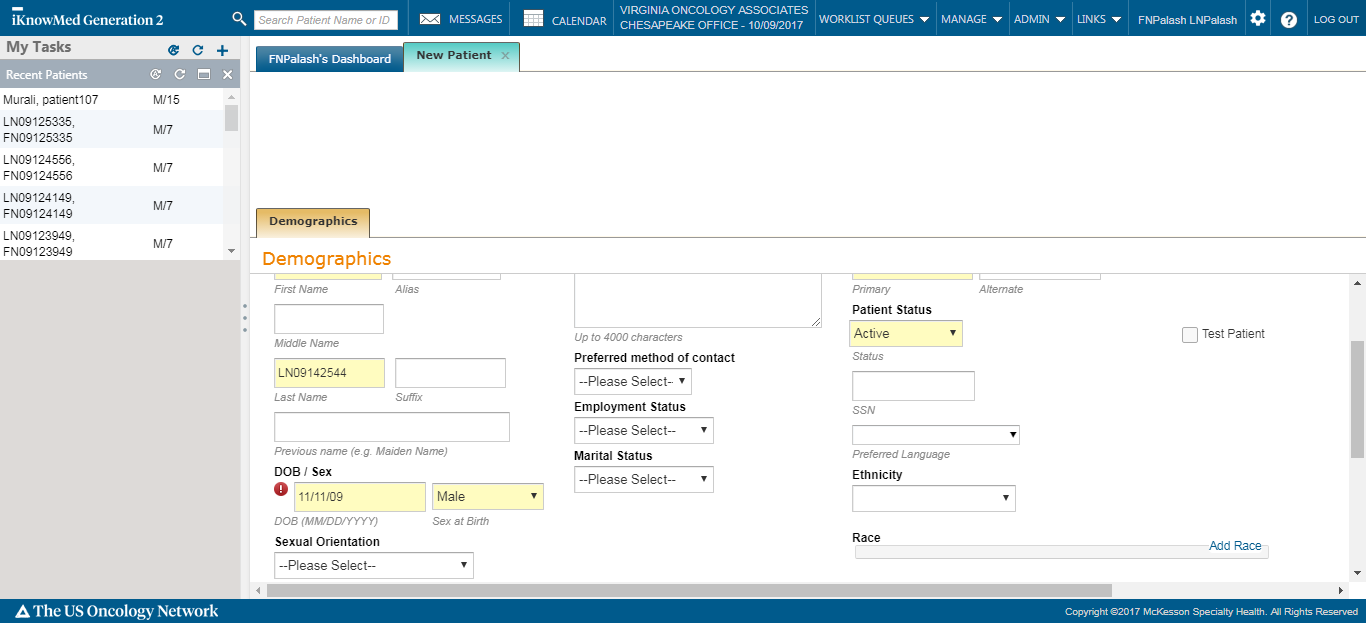 iKnowMed Generation 2
Search Patient Name or ID
MESSAGES
CALENDAR
VIRGINIA ONCOLOGY ASSOCIATES
CHESAPEAKE OFFICE - 10/09/2017
WORKLIST QUEUES
MANAGE
ADMIN
LINKS
FNPalash LNPalash
LOG OUT
My Tasks
Recent Patients
Murali, patient107 M/15
LN09125335,
FN09125335 M/7
LN09124556,
FN09124556 M/7
LN09124149,
FN09124149 M/7
LN09123949,
FN09123949 M/7
FNPalash's Dashboard
New Patient
Demographics
Demographics
First Name
Alias
Middle Name
LN09142544
Last Name
Suffix
Previous name (e.g. Maiden Name)
DOB / Sex
11/11/09
Male
DOB (MM/DD/YYYY)
Sex at Birth
Sexual Orientation
--Please Select--
Up to 4000 characters
Preferred method of contact
--Please Select-
Employment Status
--Please Select--
Marital Status
--Please Select--
Primary
Alternate
Patient Status
Active
Status
Test Patient
SSN
Preferred Language
Ethnicity
Race
Add Race
The US Oncology Network
Copyright ©2017 McKesson Specialty Health. All Rights Reserved